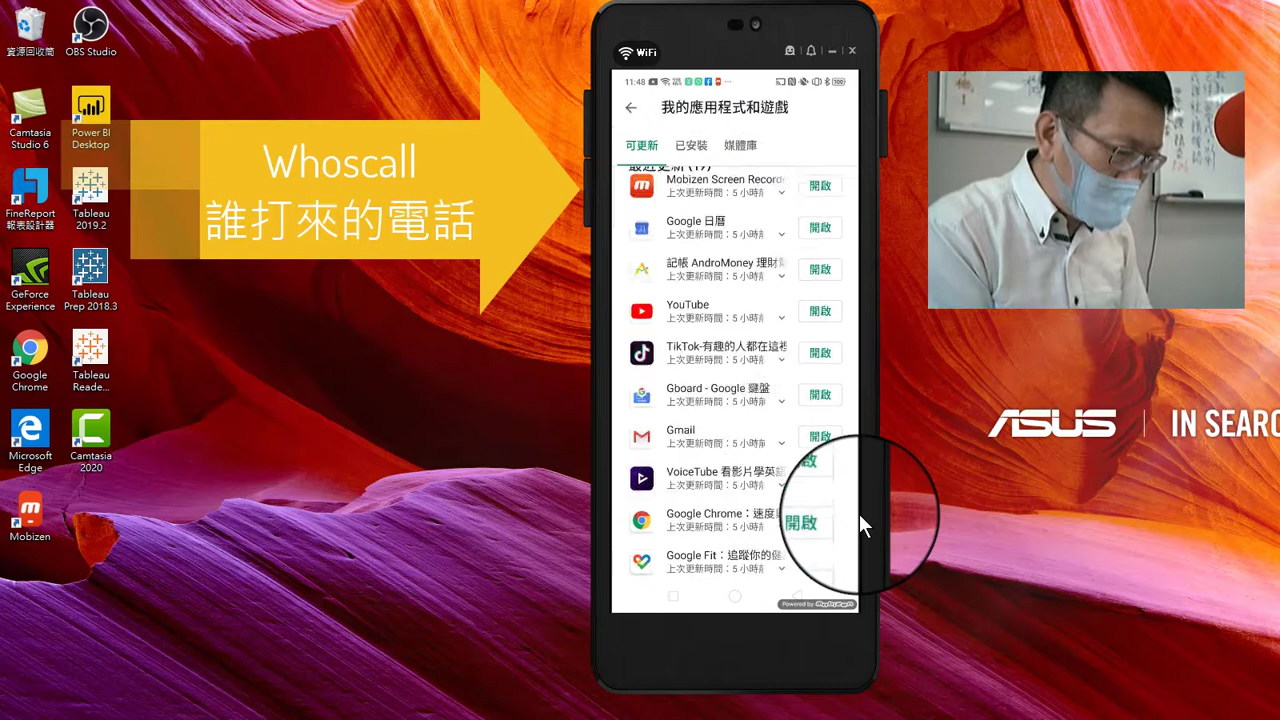 資源回收筒
OBS Studio
Camtasia
Studio 6
Power BI
Desktop
FineReport
報表設計器
Tableau
2019.2
GeForce
Experience
Tableau
Prep 2018.3
Google
Chrome
Tableau
Reade...
Microsoft
Edge
Camtasia
2020
Mobizen
Whoscall
誰打來的電話
WiFi
11:48
100
我的應用程式和遊戲
可更新
已安裝
媒體庫
最近更新 (19)
Mobizen Screen Recorde
上次更新時間：5 小時前
開啟
Google 日曆
上次更新時間：5 小時前
開啟
記帳 AndroMoney 理財
上次更新時間：5 小時前
開啟
YouTube
上次更新時間：5 小時前
開啟
TikTok-有趣的人都在這裡
上次更新時間：5 小時前
開啟
Gboard - Google 鍵盤
上次更新時間：5 小時前
開啟
Gmail
上次更新時間：5 小時前
開啟
VoiceTube 看影片學英語
上次更新時間：5 小時前
啟
Google Chrome：速度
上次更新時間：5 小時前
開啟
Google Fit：追蹤你的健
上次更新時間：5 小時前
Powered by
ASUS
IN SEARC